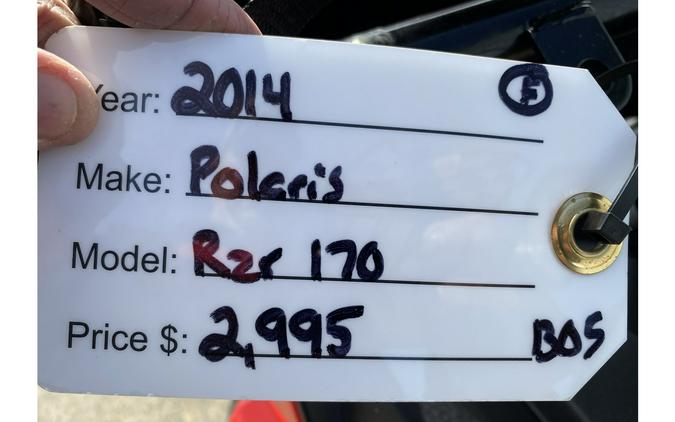 Year: 2014 F
Make: Polaris
Model: Rzr 170
Price $: 2,995 BOS